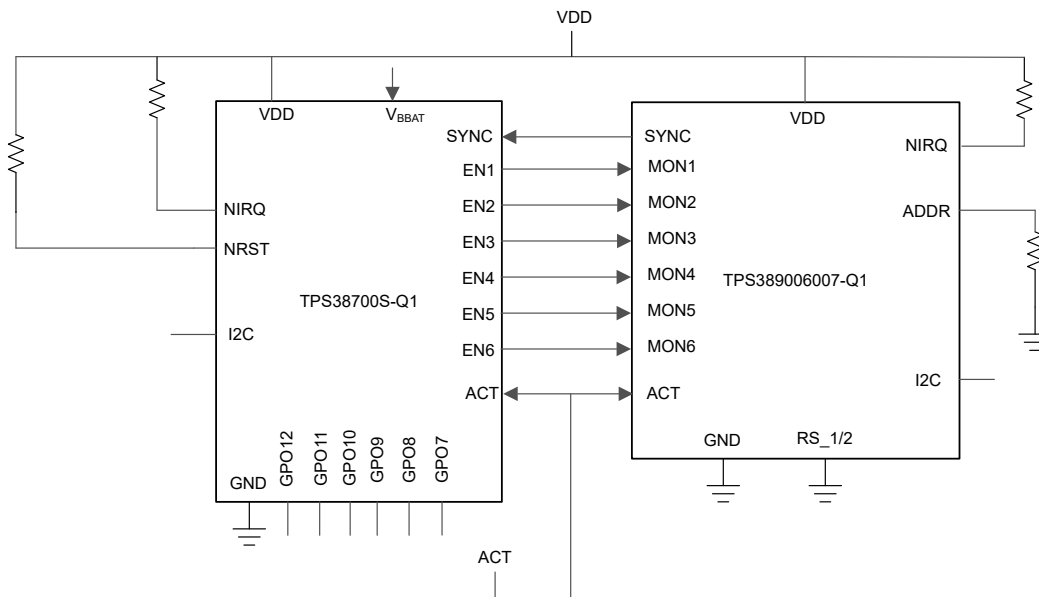 VDD
VDD
V_BBAT
SYNC
EN1
EN2
EN3
EN4
EN5
EN6
ACT
NIRQ
NRST
TPS38700S-Q1
I2C
GND
GPO12
GPO11
GPO10
GPO9
GPO8
GPO7
VDD
SYNC
MON1
MON2
MON3
MON4
MON5
MON6
ACT
NIRQ
ADDR
TPS389006007-Q1
I2C
GND
RS_1/2
ACT